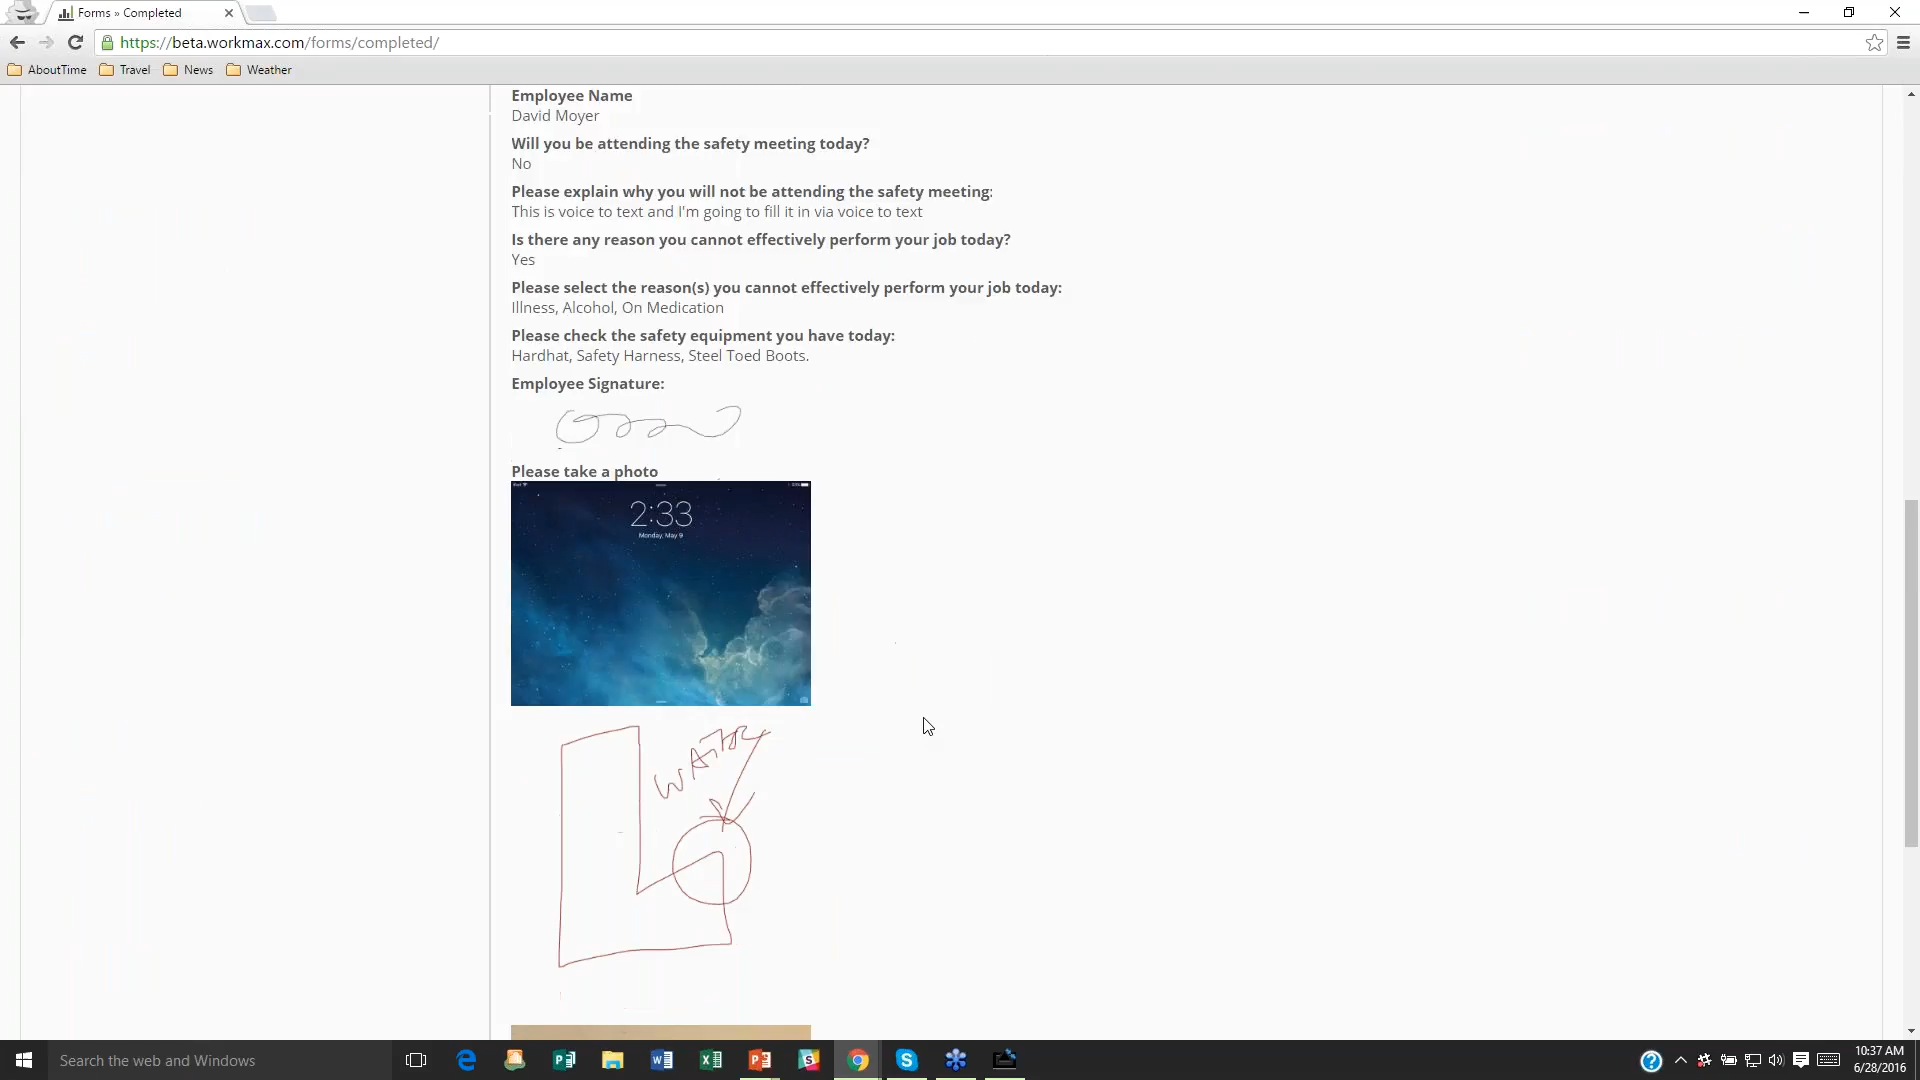 Forms » Completed
https://beta.workmax.com/forms/completed/
AboutTime Travel News Weather
Employee Name
David Moyer
Will you be attending the safety meeting today?
No
Please explain why you will not be attending the safety meeting:
This is voice to text and I'm going to fill it in via voice to text
Is there any reason you cannot effectively perform your job today?
Yes
Please select the reason(s) you cannot effectively perform your job today:
Illness, Alcohol, On Medication
Please check the safety equipment you have today:
Hardhat, Safety Harness, Steel Toed Boots.
Employee Signature:
Please take a photo
2:33
Monday, May 9
Search the web and Windows
10:37 AM
6/28/2016